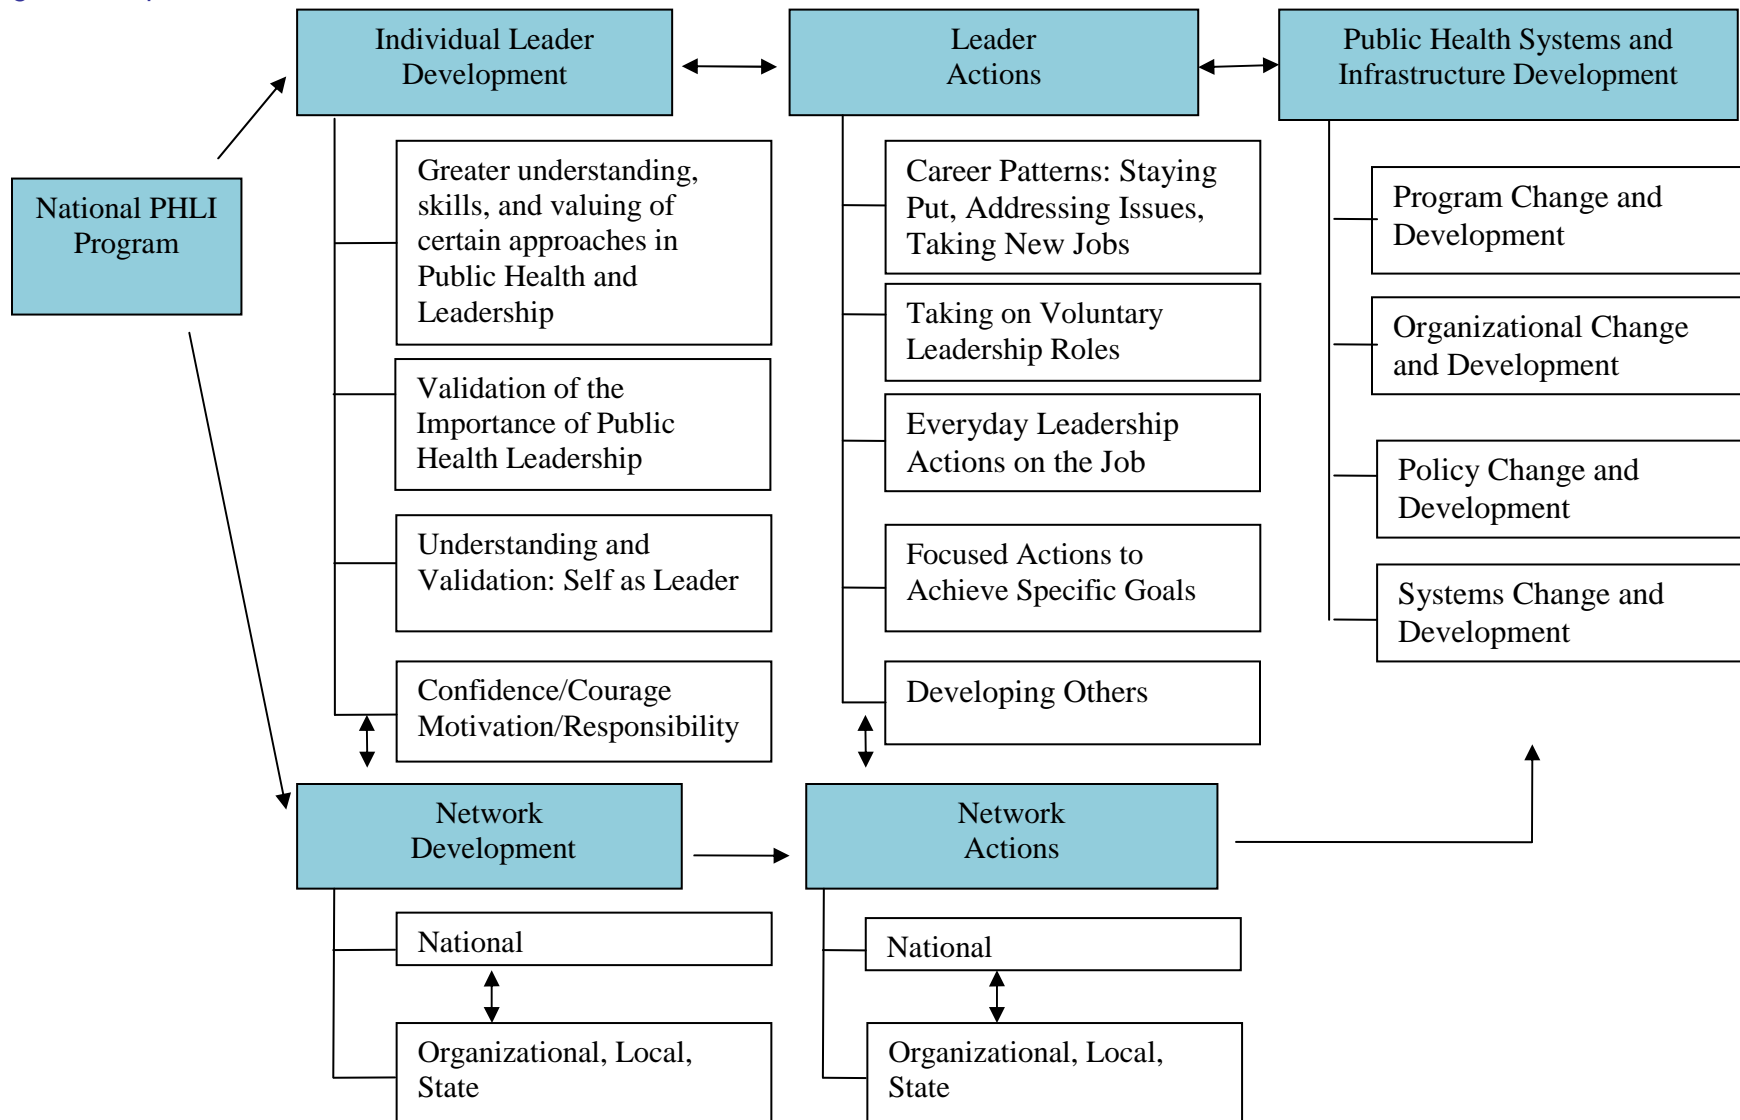 Individual Leader
Development
Leader
Actions
Public Health Systems and
Infrastructure Development
National PHLI
Program
Greater understanding,
skills, and valuing of
certain approaches in
Public Health and
Leadership
Validation of the
Importance of Public
Health Leadership
Understanding and
Validation: Self as Leader
Confidence/Courage
Motivation/Responsibility
Career Patterns: Staying
Put, Addressing Issues,
Taking New Jobs
Taking on Voluntary
Leadership Roles
Everyday Leadership
Actions on the Job
Focused Actions to
Achieve Specific Goals
Developing Others
Program Change and
Development
Organizational Change
and Development
Policy Change and
Development
Systems Change and
Development
Network
Development
Network
Actions
National
Organizational, Local,
State
National
Organizational, Local,
State